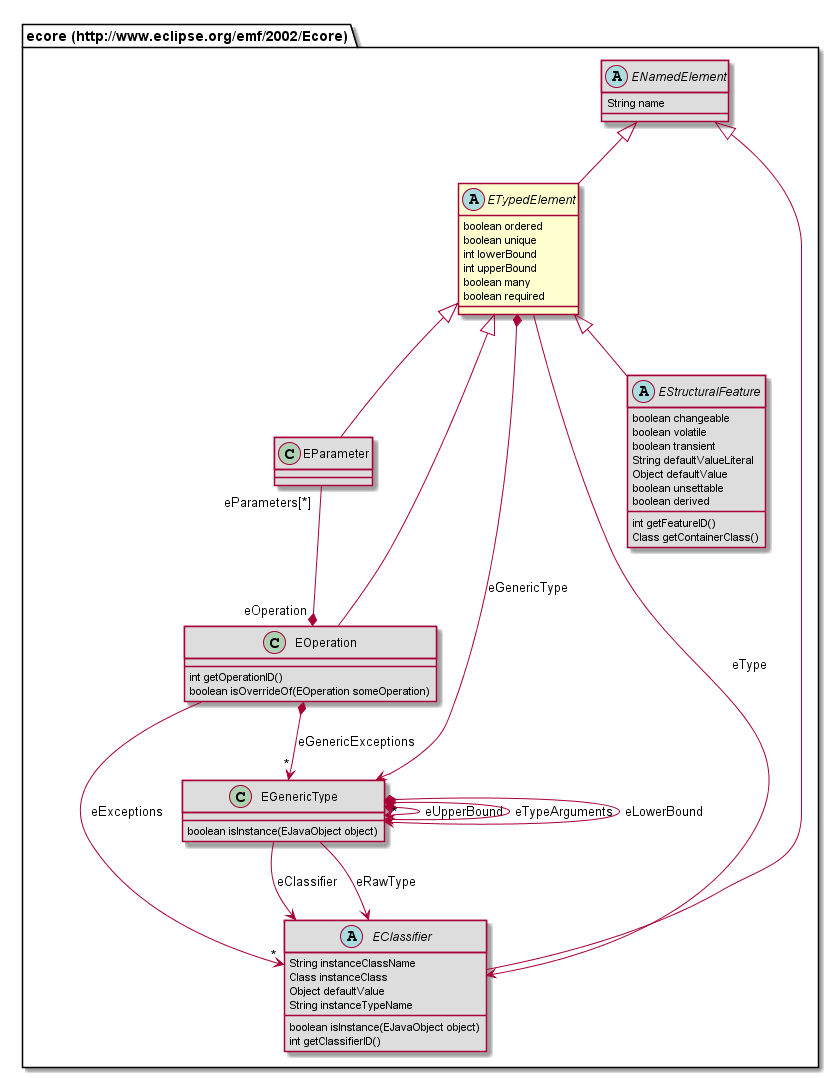 ecore (http://www.eclipse.org/emf/2002/Ecore)
A ENamedElement
String name
A ETypedElement
boolean ordered
boolean unique
int lowerBound
int upperBound
boolean many
boolean required
A EStructuralFeature
boolean changeable
boolean volatile
boolean transient
String defaultValueLiteral
Object defaultValue
boolean unsettable
boolean derived
int getFeatureID()
Class getContainerClass()
C EParameter
eParameters[*]
eGenericType
eOperation
C EOperation
int getOperationID()
boolean isOverrideOf(EOperation someOperation)
eType
eGenericExceptions
*
C EGenericType
boolean isInstance(EJavaObject object)
eExceptions
*
eUpperBound
eTypeArguments
eLowerBound
eClassifier
eRawType
*
A EClassifier
String instanceClassName
Class instanceClass
Object defaultValue
String instanceTypeName
boolean isInstance(EJavaObject object)
int getClassifierID()